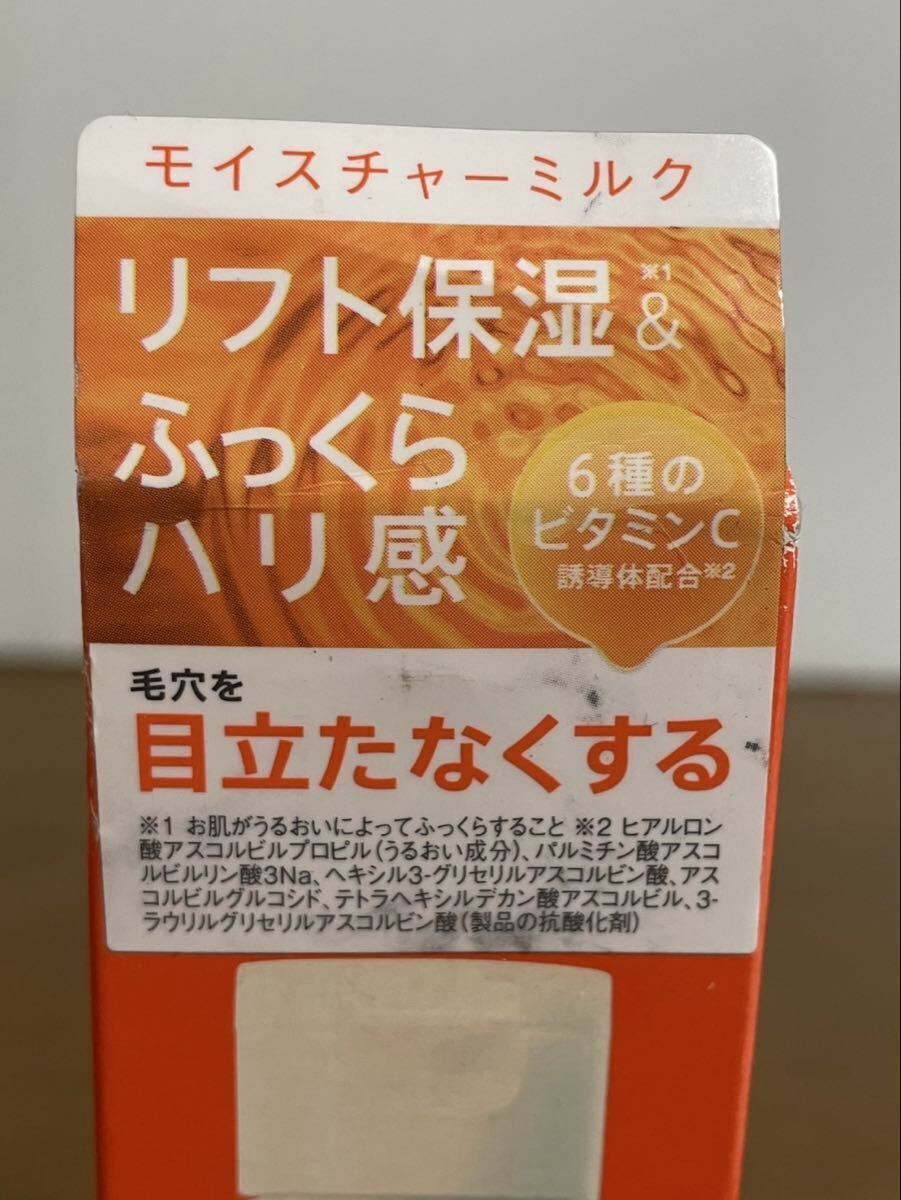 モイスチャーミルク
リフト保湿※1&
ふっくら
ハリ感
6種の
ビタミンC
誘導体配合※2
毛穴を
目立たなくする
※1 お肌がうるおいによってふっくらすること ※2 ヒアルロン
酸アスコルビルプロピル(うるおい成分)、パルミチン酸アスコ
ルビルリン酸3Na、ヘキシル3-グリセリルアスコルビン酸、アス
コルビルグルコシド、テトラヘキシルデカン酸アスコルビル、3-
ラウリルグリセリルアスコルビン酸(製品の抗酸化剤)